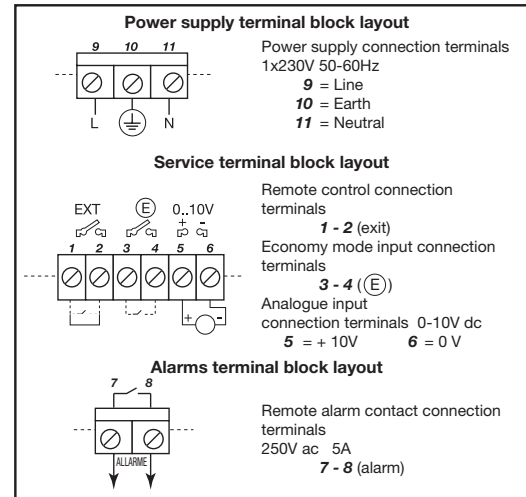 Power supply terminal block layout
9 10 11
L N
Power supply connection terminals
1x230V 50-60Hz
9 = Line
10 = Earth
11 = Neutral
Service terminal block layout
EXT E 0..10V
+ -
1 2 3 4 5 6
+ -
Remote control connection
terminals
1 - 2 (exit)
Economy mode input connection
terminals
3 - 4 (E)
Analogue input
connection terminals 0-10V dc
5 = + 10V 6 = 0 V
Alarms terminal block layout
7 8
ALLARME
Remote alarm contact connection
terminals
250V ac 5A
7 - 8 (alarm)